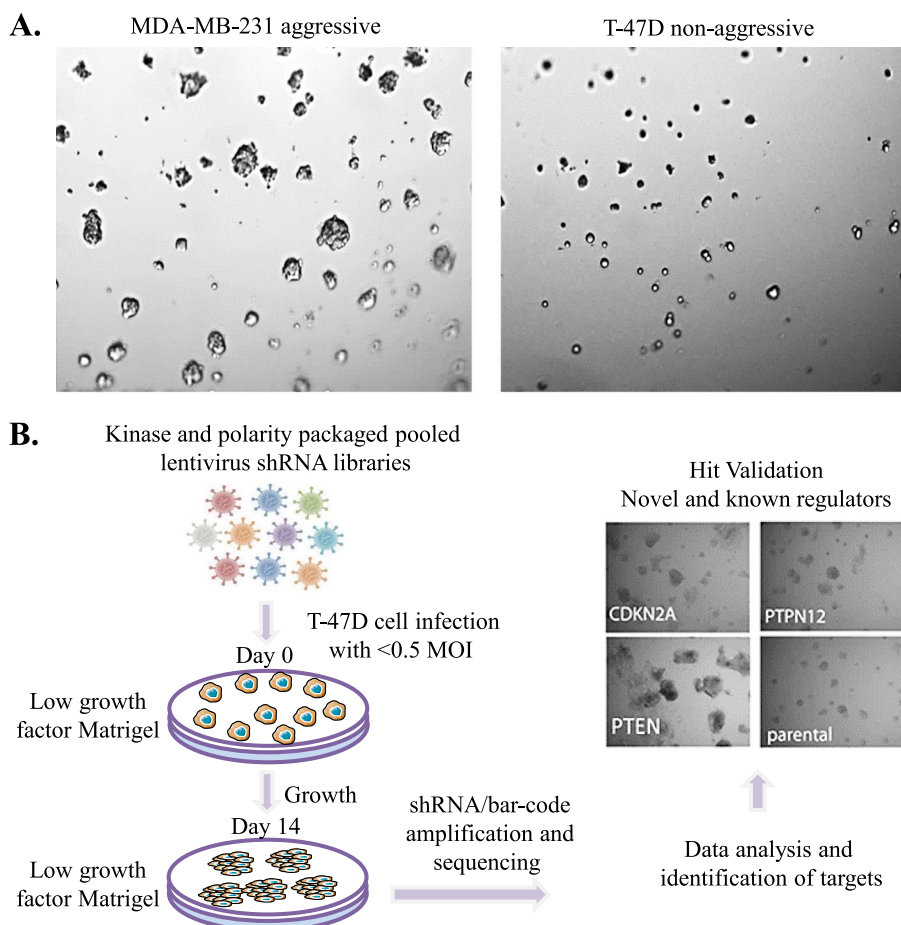 A.
MDA-MB-231 aggressive
T-47D non-aggressive
B.
Kinase and polarity packaged pooled
lentivirus shRNA libraries
T-47D cell infection
with <0.5 MOI
Day 0
Low growth
factor Matrigel
Growth
Day 14
Low growth
factor Matrigel
shRNA/bar-code
amplification and
sequencing
Data analysis and
identification of targets
Hit Validation
Novel and known regulators
CDKN2A
PTPN12
PTEN
parental